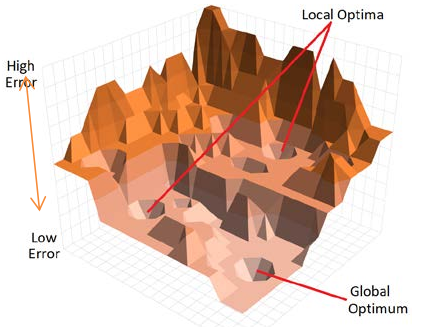 Local Optima
High
Error
Low
Error
Global
Optimum